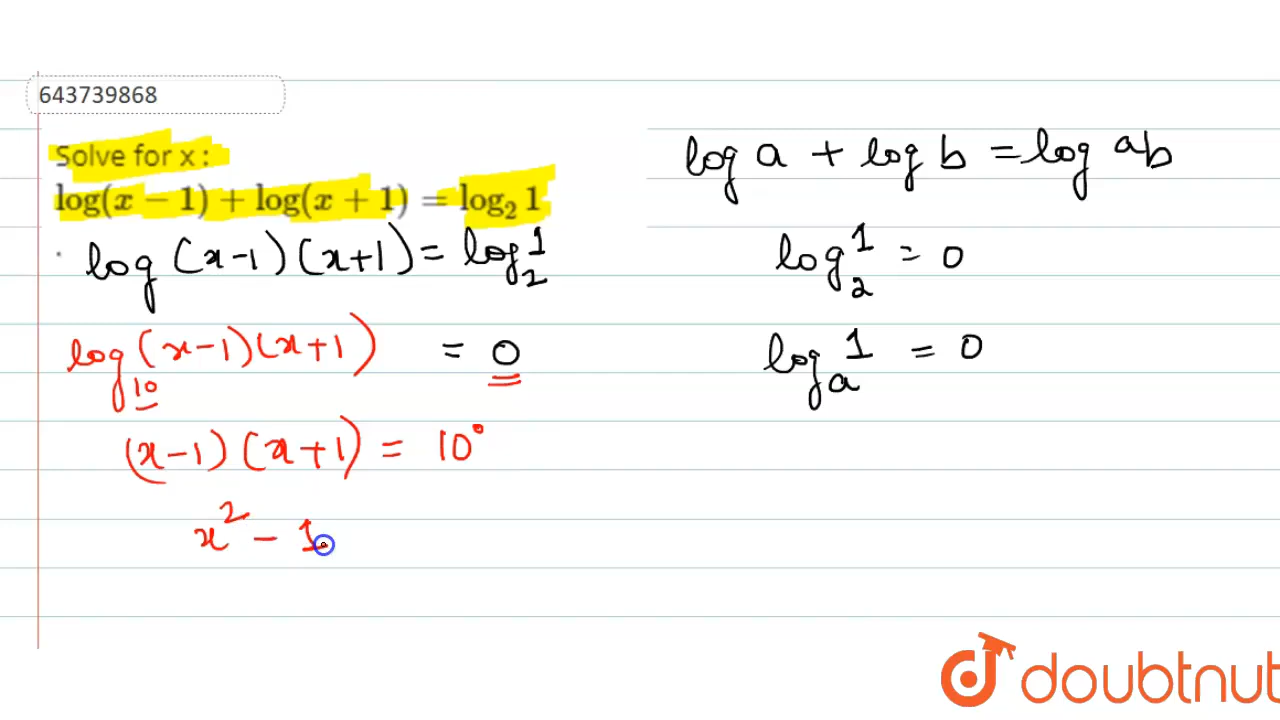 643739868
Solve for x :
log(x − 1) + log(x + 1) = log₂ 1
log (x-1) (x+1) = log₂ 1
log₁₀ (x-1) (x+1) = 0
(x-1) (x+1) = 10⁰
x² - 1
log a + log b = log ab
log₂ 1 = 0
logₐ 1 = 0
doubtnut